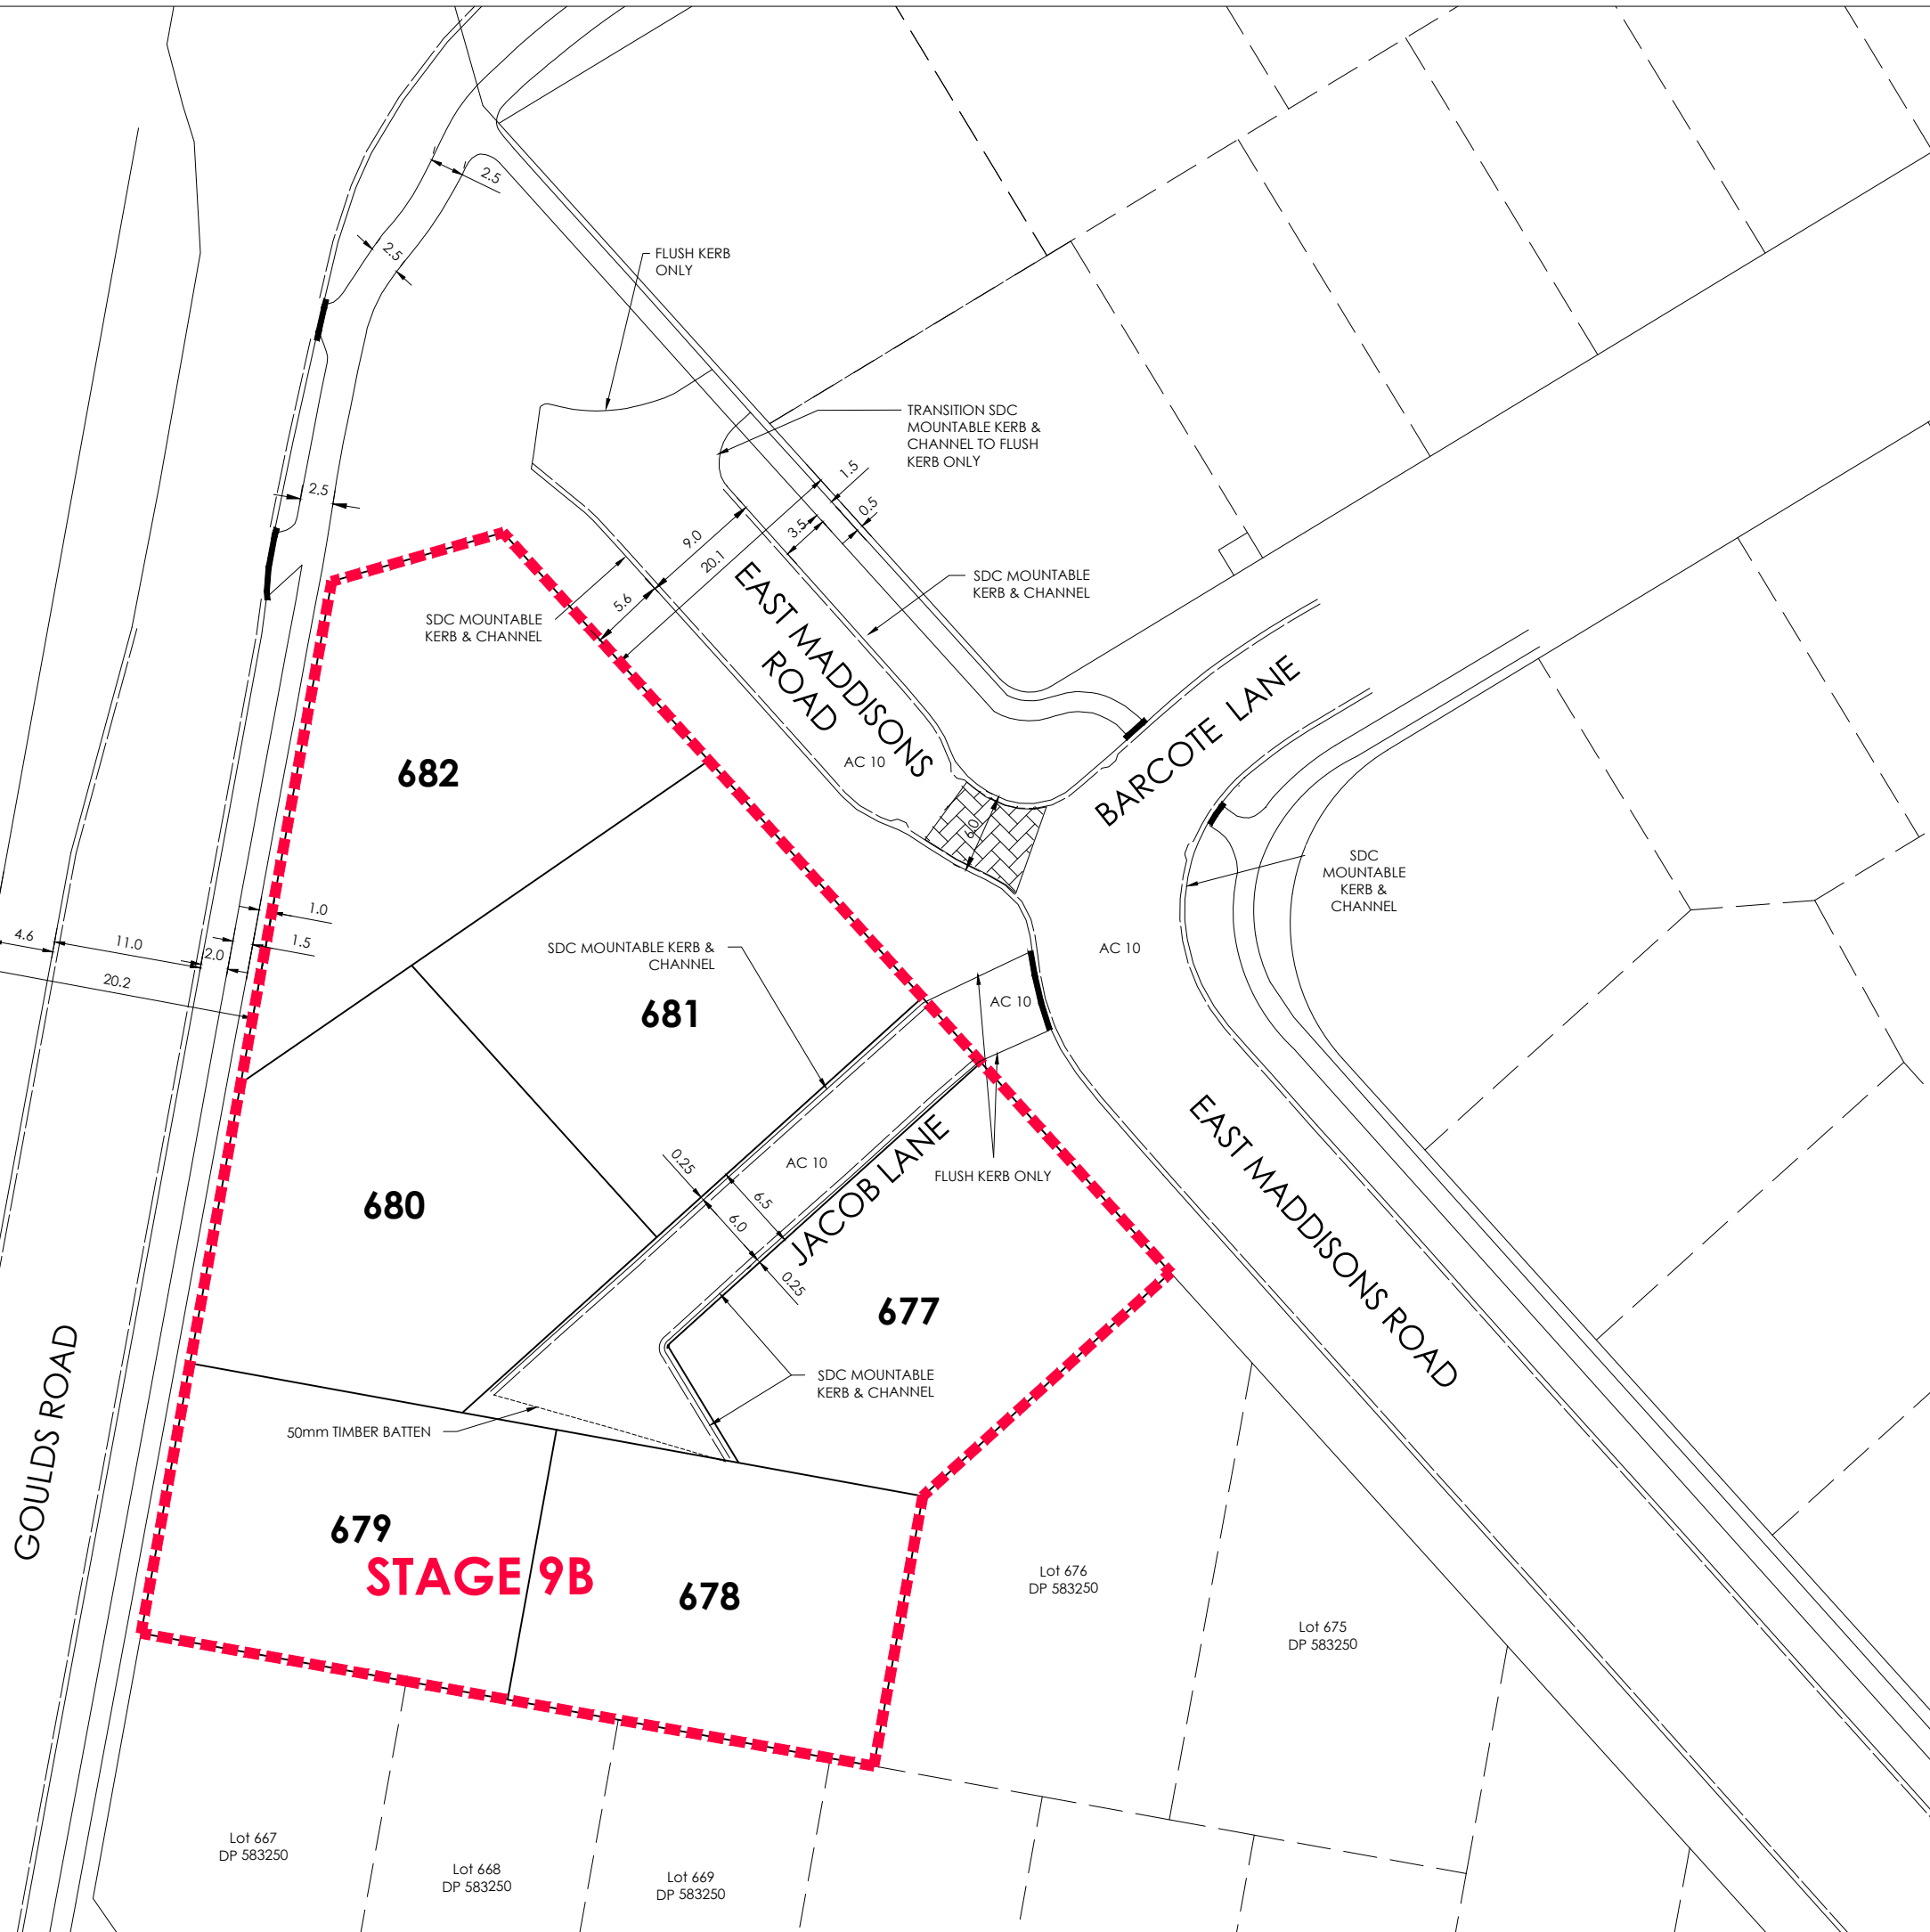 2.5
2.5
FLUSH KERB
ONLY
TRANSITION SDC
MOUNTABLE KERB &
CHANNEL TO FLUSH
KERB ONLY
2.5
1.5
0.5
3.5
9.0
20.1
5.6
SDC MOUNTABLE
KERB & CHANNEL
SDC MOUNTABLE
KERB & CHANNEL
EAST MADDISONS
ROAD
AC 10
BARCOTE LANE
6.0
682
SDC
MOUNTABLE
KERB &
CHANNEL
1.0
1.5
4.6
11.0
2.0
20.2
SDC MOUNTABLE KERB &
CHANNEL
681
AC 10
AC 10
EAST MADDISONS ROAD
AC 10
JACOB LANE
FLUSH KERB ONLY
0.25
6.5
6.0
0.25
680
677
SDC MOUNTABLE
KERB & CHANNEL
50mm TIMBER BATTEN
GOULDS ROAD
679
STAGE 9B
678
Lot 676
DP 583250
Lot 675
DP 583250
Lot 667
DP 583250
Lot 668
DP 583250
Lot 669
DP 583250